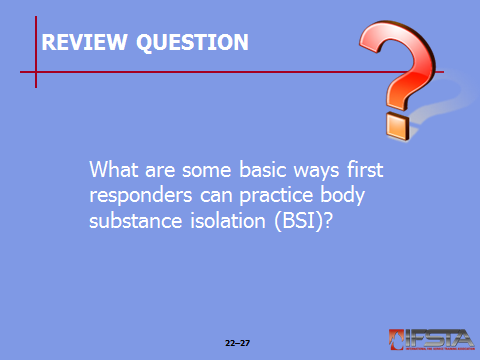 REVIEW QUESTION
What are some basic ways first
responders can practice body
substance isolation (BSI)?
22–27
IFSTA